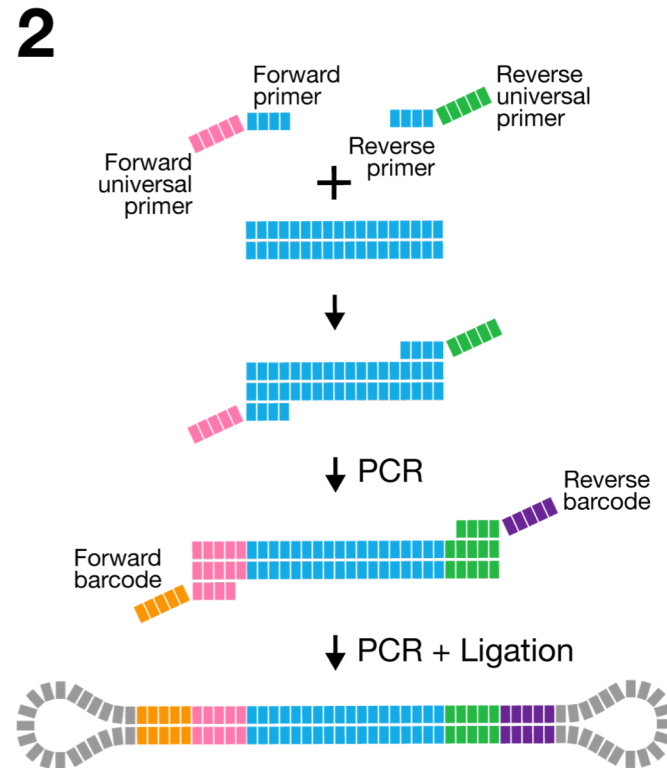 2
Forward
primer
Reverse
universal
primer
Forward
universal
primer
Reverse
primer
+
PCR
Reverse
barcode
Forward
barcode
PCR + Ligation